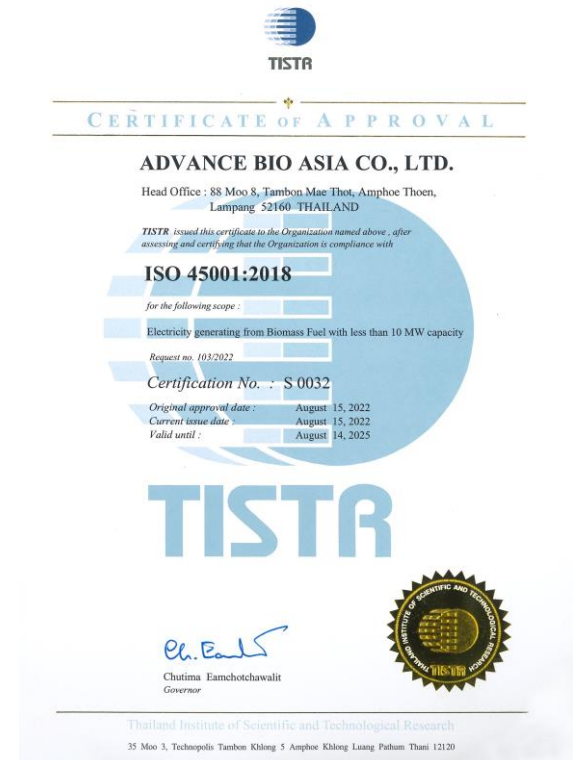 TISTR
CERTIFICATE OF APPROVAL
ADVANCE BIO ASIA CO., LTD.
Head Office : 88 Moo 8, Tambon Mae Thot, Amphoe Thoen,
Lampang 52160 THAILAND
TISTR issued this certificate to the Organization named above , after
assessing and certifying that the Organization is compliance with
ISO 45001:2018
for the following scope :
Electricity generating from Biomass Fuel with less than 10 MW capacity
Request no. 103/2022
Certification No. : S 0032
Original approval date : August 15, 2022
Current issue date : August 15, 2022
Valid until : August 14, 2025
TISTR
Ch. Eam
Chutima Eamchotchawalit
Governor
THAILAND INSTITUTE OF SCIENTIFIC AND TECHNOLOGICAL RESEARCH
TISTR
Thailand Institute of Scientific and Technological Research
35 Moo 3, Technopolis Tambon Khlong 5 Amphoe Khlong Luang Pathum Thani 12120